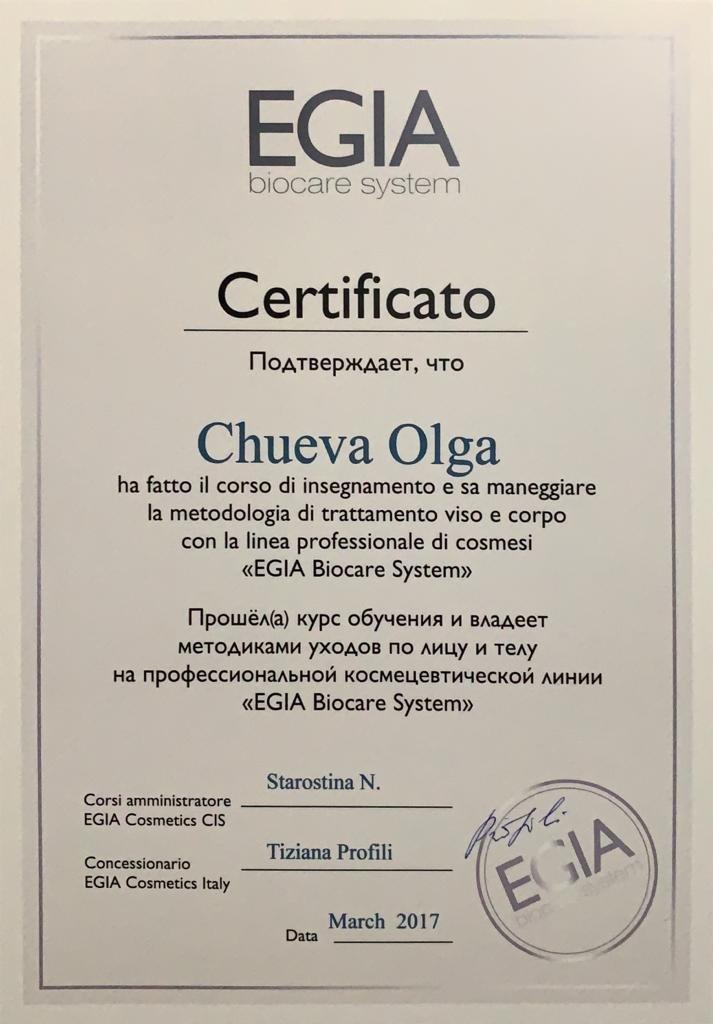 EGIA
biocare system
Certificato
Подтверждает, что
Chueva Olga
ha fatto il corso di insegnamento e sa maneggiare
la metodologia di trattamento viso e corpo
con la linea professionale di cosmesi
«EGIA Biocare System»
Прошёл(а) курс обучения и владеет
методиками уходов по лицу и телу
на профессиональной космецевтической линии
«EGIA Biocare System»
Starostina N.
Corsi amministratore
EGIA Cosmetics CIS
Tiziana Profili
Concessionario
EGIA Cosmetics Italy
Data March 2017
Profili
EGIA
biocare system